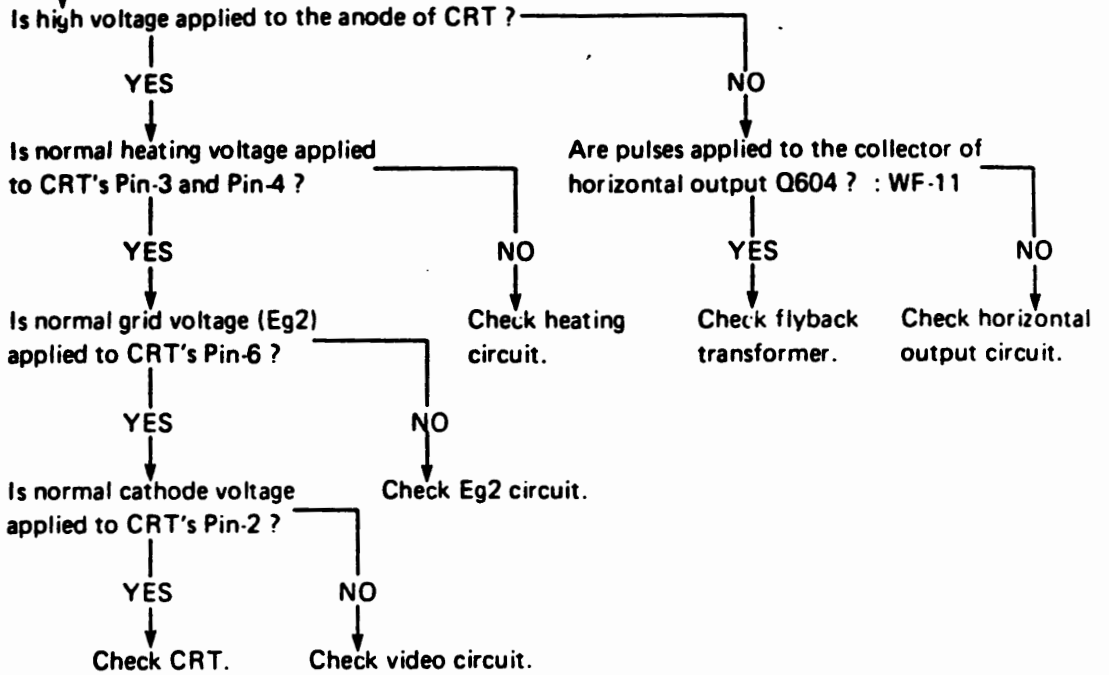 Is high voltage applied to the anode of CRT ?
YES
NO
Is normal heating voltage applied
to CRT's Pin-3 and Pin-4 ?
Are pulses applied to the collector of
horizontal output Q604 ? : WF-11
YES
NO
YES
NO
Is normal grid voltage (Eg2)
applied to CRT's Pin-6 ?
Check heating
circuit.
Check flyback
transformer.
Check horizontal
output circuit.
YES
NO
Is normal cathode voltage
applied to CRT's Pin-2 ?
Check Eg2 circuit.
YES
NO
Check CRT.
Check video circuit.